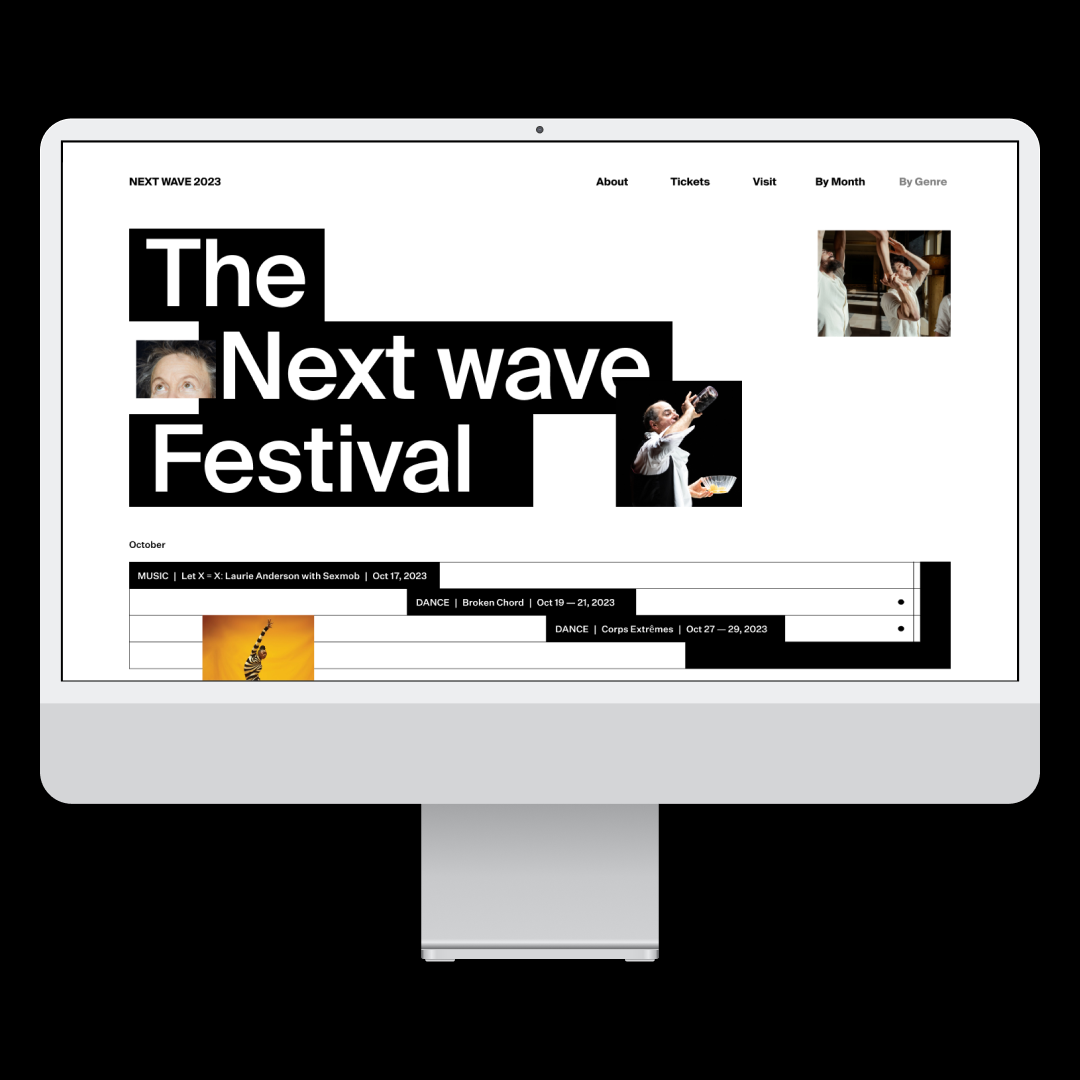 NEXT WAVE 2023
About Tickets Visit By Month By Genre
The
Next wave
Festival
October
MUSIC | Let X = X: Laurie Anderson with Sexmob | Oct 17, 2023
DANCE | Broken Chord | Oct 19 — 21, 2023
DANCE | Corps Extrêmes | Oct 27 — 29, 2023